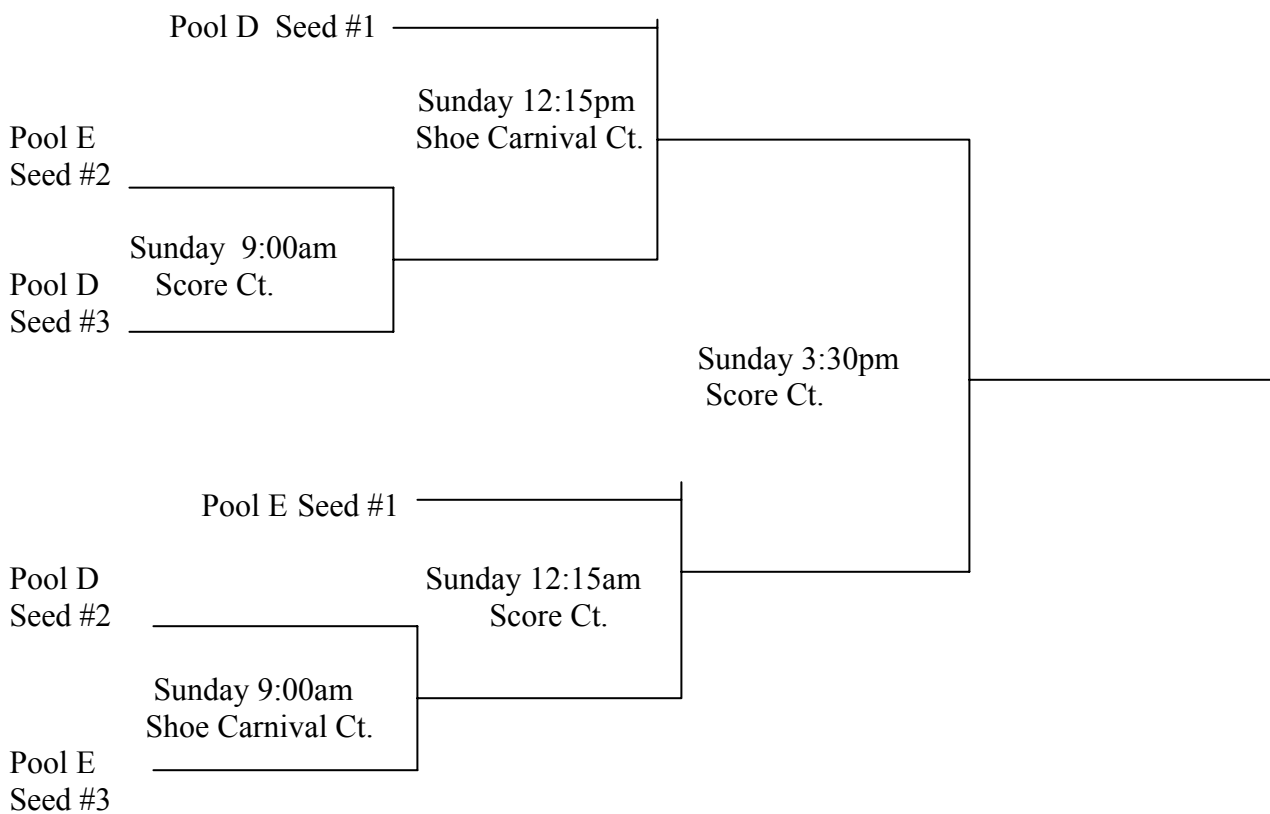 Pool D  Seed #1
Sunday 12:15pm
Shoe Carnival Ct.
Pool E
Seed #2
Sunday  9:00am
Score Ct.
Pool D
Seed #3
Sunday 3:30pm
Score Ct.
Pool E Seed #1
Pool D
Seed #2
Sunday 12:15am
Score Ct.
Sunday 9:00am
Shoe Carnival Ct.
Pool E
Seed #3